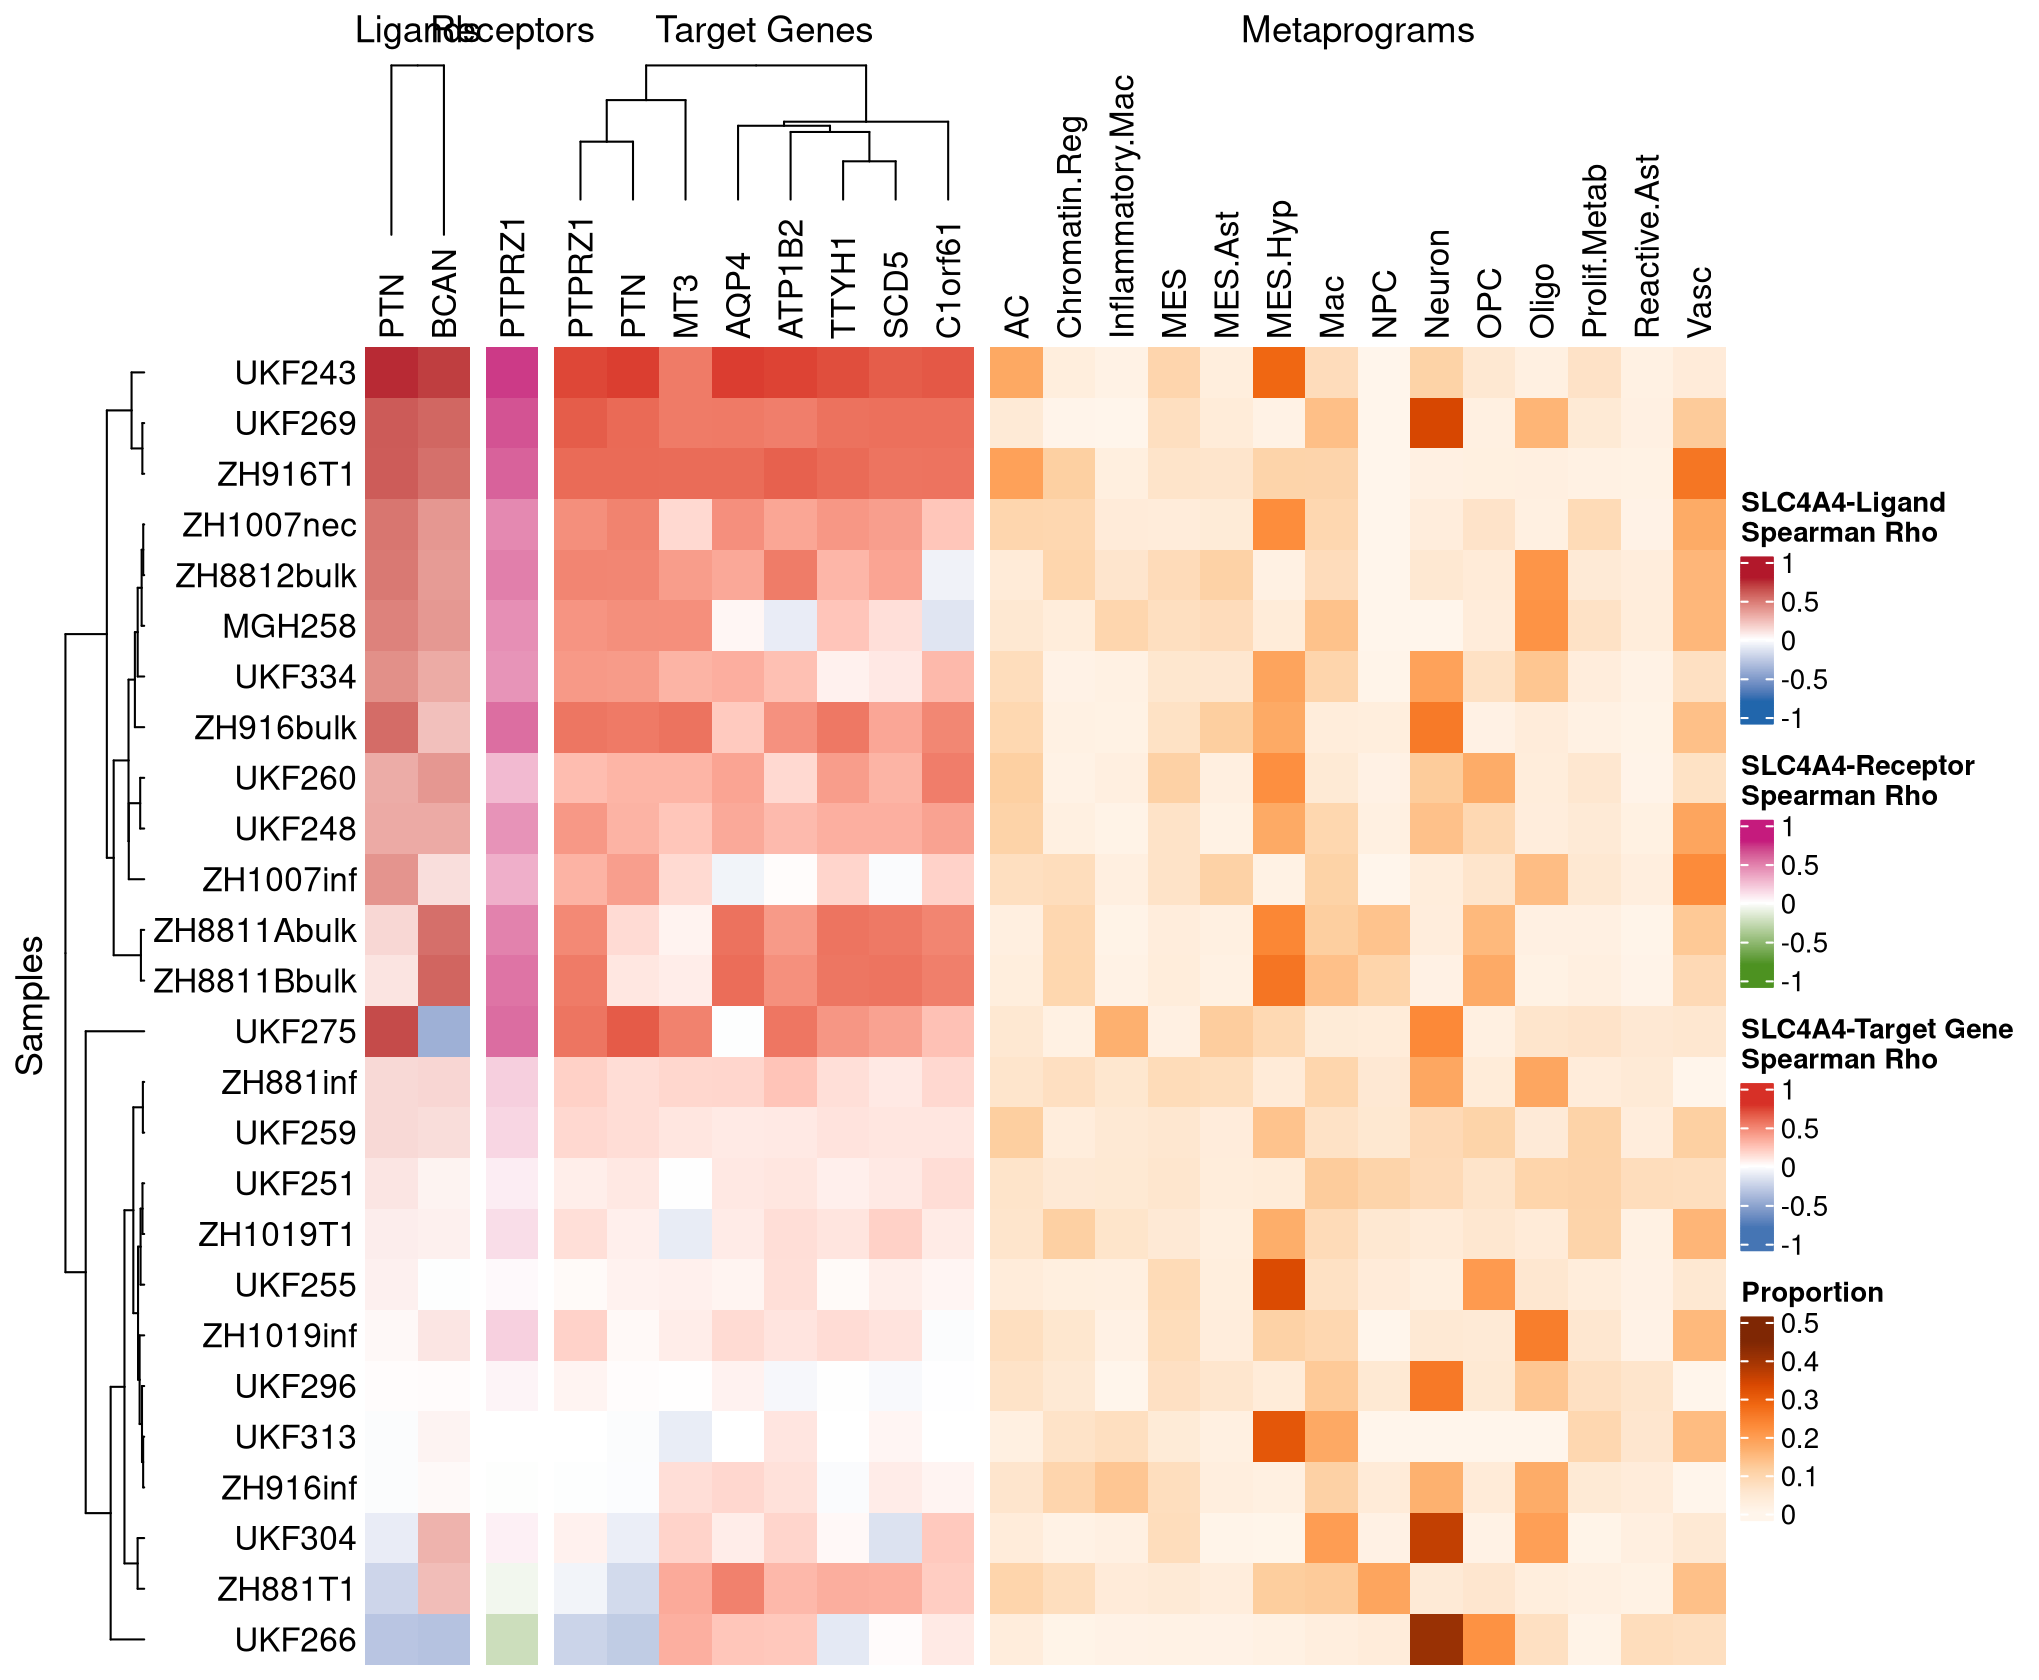 Ligands
Receptors
Target Genes
Metaprograms
PTN
BCAN
PTPRZ1
PTPRZ1
PTN
MT3
AQP4
ATP1B2
TTYH1
SCD5
C1orf61
AC
Chromatin.Reg
Inflammatory.Mac
MES
MES.Ast
MES.Hyp
Mac
NPC
Neuron
OPC
Oligo
Prolif.Metab
Reactive.Ast
Vasc
Samples
UKF243
UKF269
ZH916T1
ZH1007nec
ZH8812bulk
MGH258
UKF334
ZH916bulk
UKF260
UKF248
ZH1007inf
ZH8811Abulk
ZH8811Bbulk
UKF275
ZH881inf
UKF259
UKF251
ZH1019T1
UKF255
ZH1019inf
UKF296
UKF313
ZH916inf
UKF304
ZH881T1
UKF266
SLC4A4-Ligand
Spearman Rho
1
0.5
0
-0.5
-1
SLC4A4-Receptor
Spearman Rho
1
0.5
0
-0.5
-1
SLC4A4-Target Gene
Spearman Rho
1
0.5
0
-0.5
-1
Proportion
0.5
0.4
0.3
0.2
0.1
0